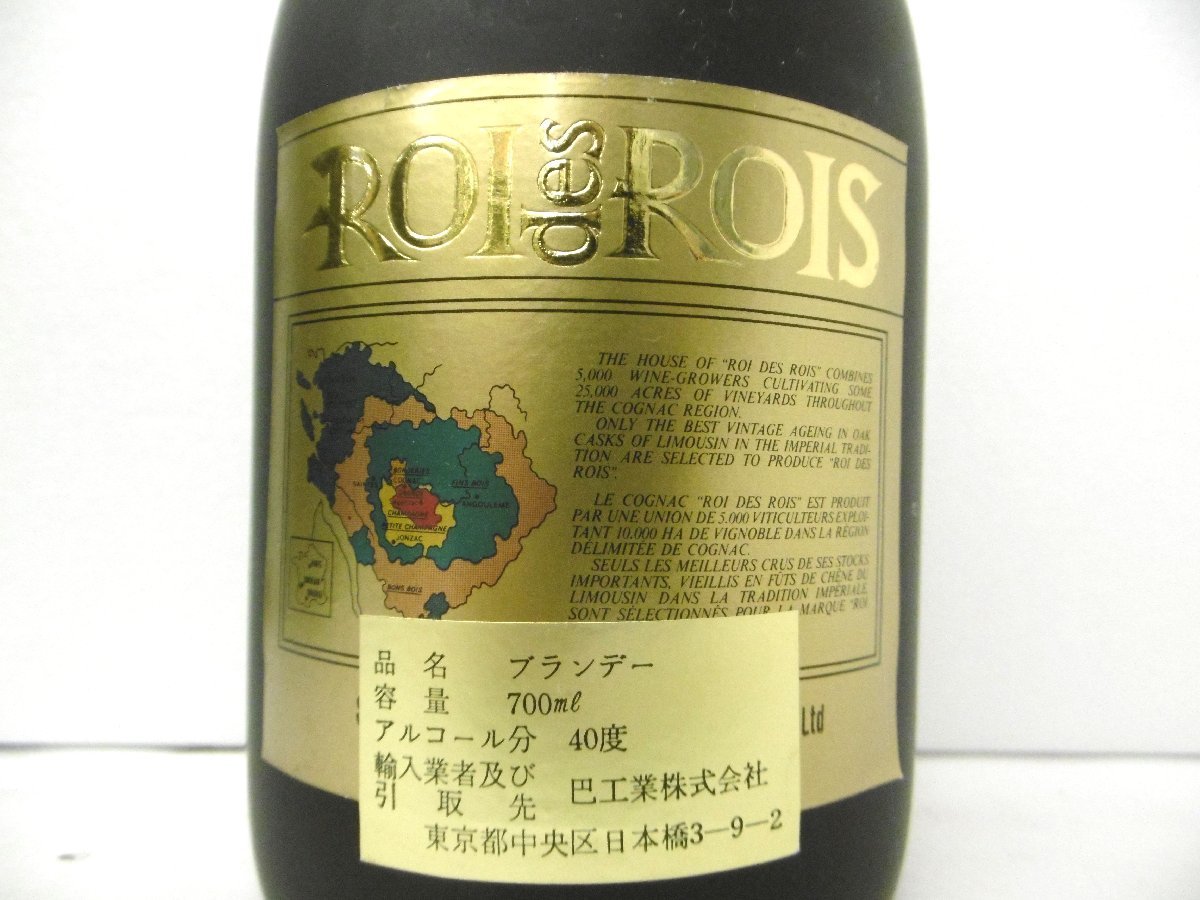 ROI des ROIS
THE HOUSE OF "ROI DES ROIS" COMBINES
5,000 WINE-GROWERS CULTIVATING SOME
25,000 ACRES OF VINEYARDS THROUGHOUT
THE COGNAC REGION.
ONLY THE BEST VINTAGE AGEING IN OAK
CASKS OF LIMOUSIN IN THE IMPERIAL TRADI-
TION ARE SELECTED TO PRODUCE "ROI DES
ROIS".
LE COGNAC "ROI DES ROIS" EST PRODUIT
PAR UNE UNION DE 5.000 VITICULTEURS EXPLOI-
TANT 10.000 HA DE VIGNOBLE DANS LA RÉGION
DÉLIMITÉE DE COGNAC.
SEULS LES MEILLEURS CRUS DE SES STOCKS
IMPORTANTS, VIEILLIS EN FÛTS DE CHÊNE DU
LIMOUSIN DANS LA TRADITION IMPÉRIALE,
SONT SÉLECTIONNÉS POUR LA MARQUE "ROI
BORDERIES
COGNAC
FINS BOIS
ANGOULEME
CHAMPAGNE
PETITE CHAMPAGNE
JONZAC
BONS BOIS
Ltd
品名 ブランデー
容量 700ml
アルコール分 40度
輸入業者及び
引取先 巴工業株式会社
東京都中央区日本橋3-9-2